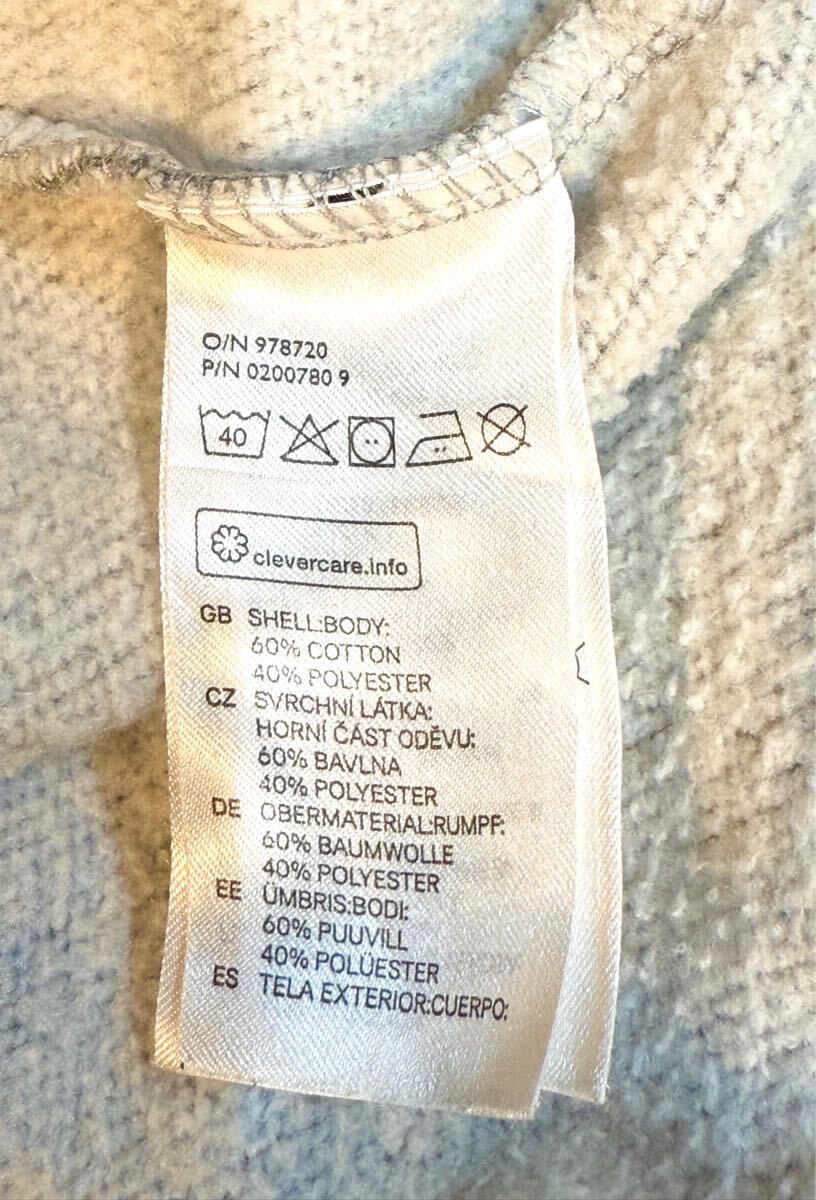 O/N 978720
P/N 0200780 9
40
clevercare.info
GB SHELL:BODY:
60% COTTON
40% POLYESTER
CZ SVRCHNÍ LÁTKA:
HORNÍ ČÁST ODĚVU:
60% BAVLNA
40% POLYESTER
DE OBERMATERIAL:RUMPF:
60% BAUMWOLLE
40% POLYESTER
EE ÜMBRIS:BODI:
60% PUUVILL
40% POLÜESTER
ES TELA EXTERIOR:CUERPO: